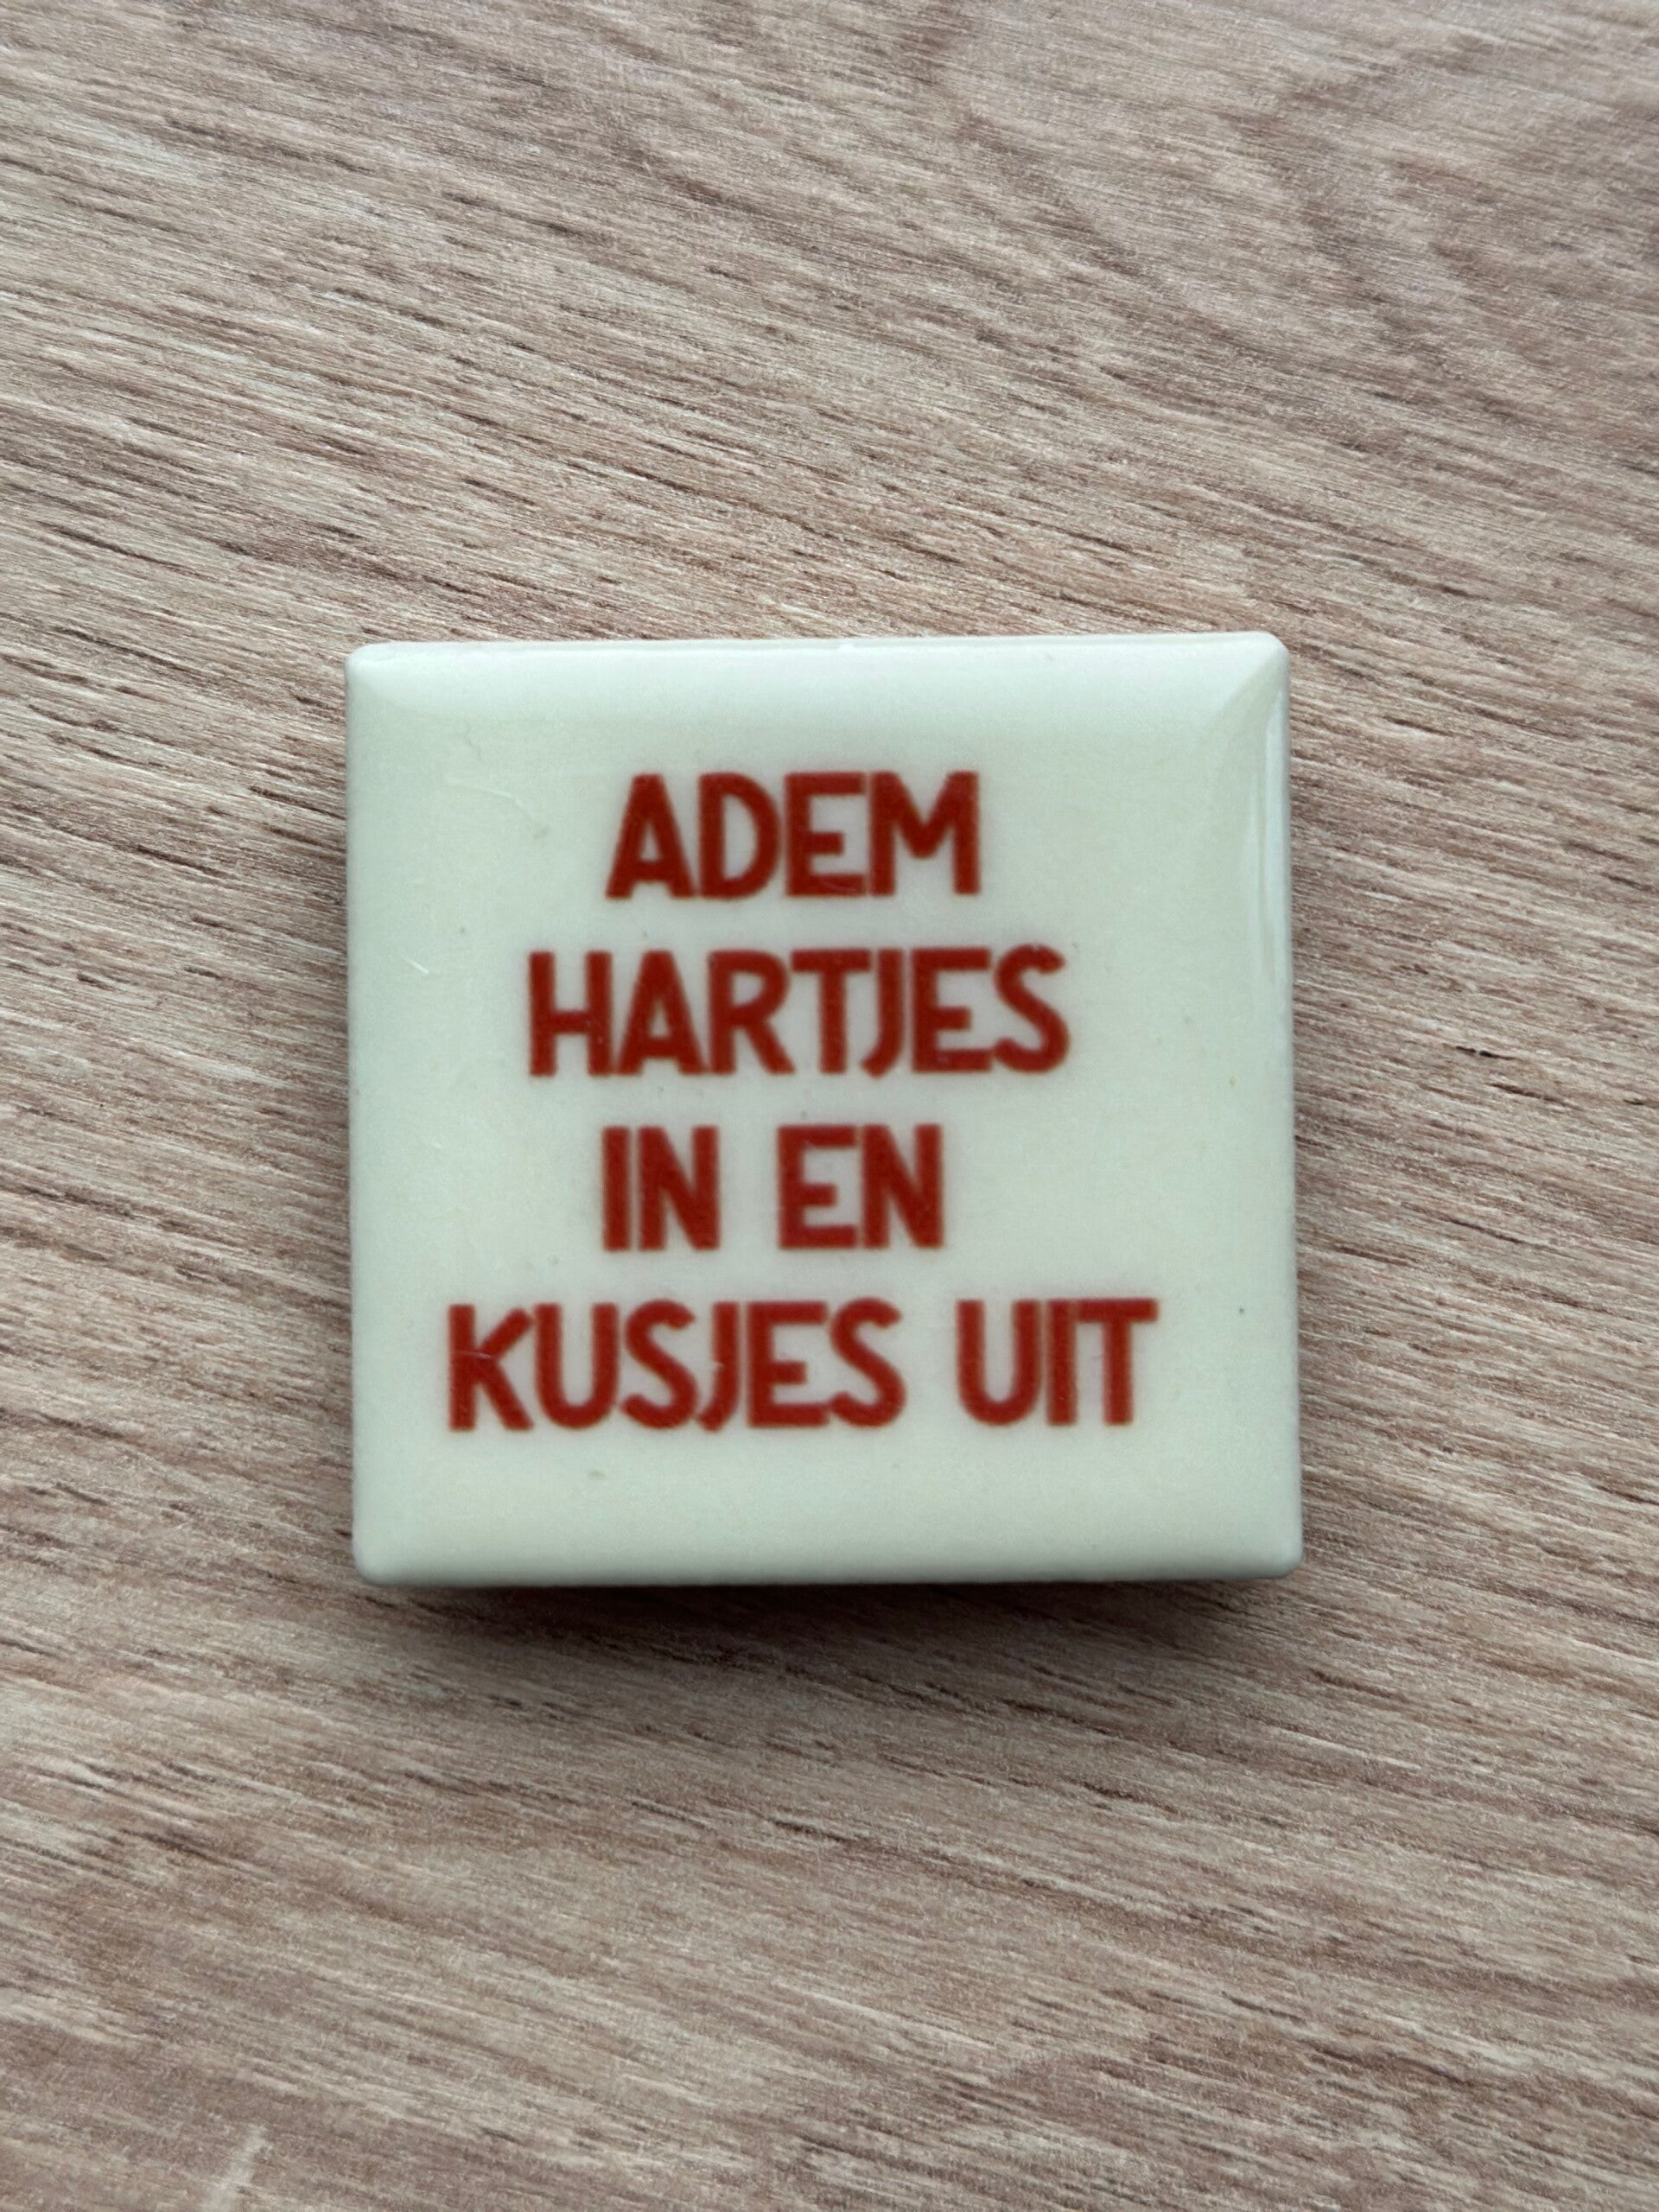 ADEM
HARTJES
IN EN
KUSJES UIT